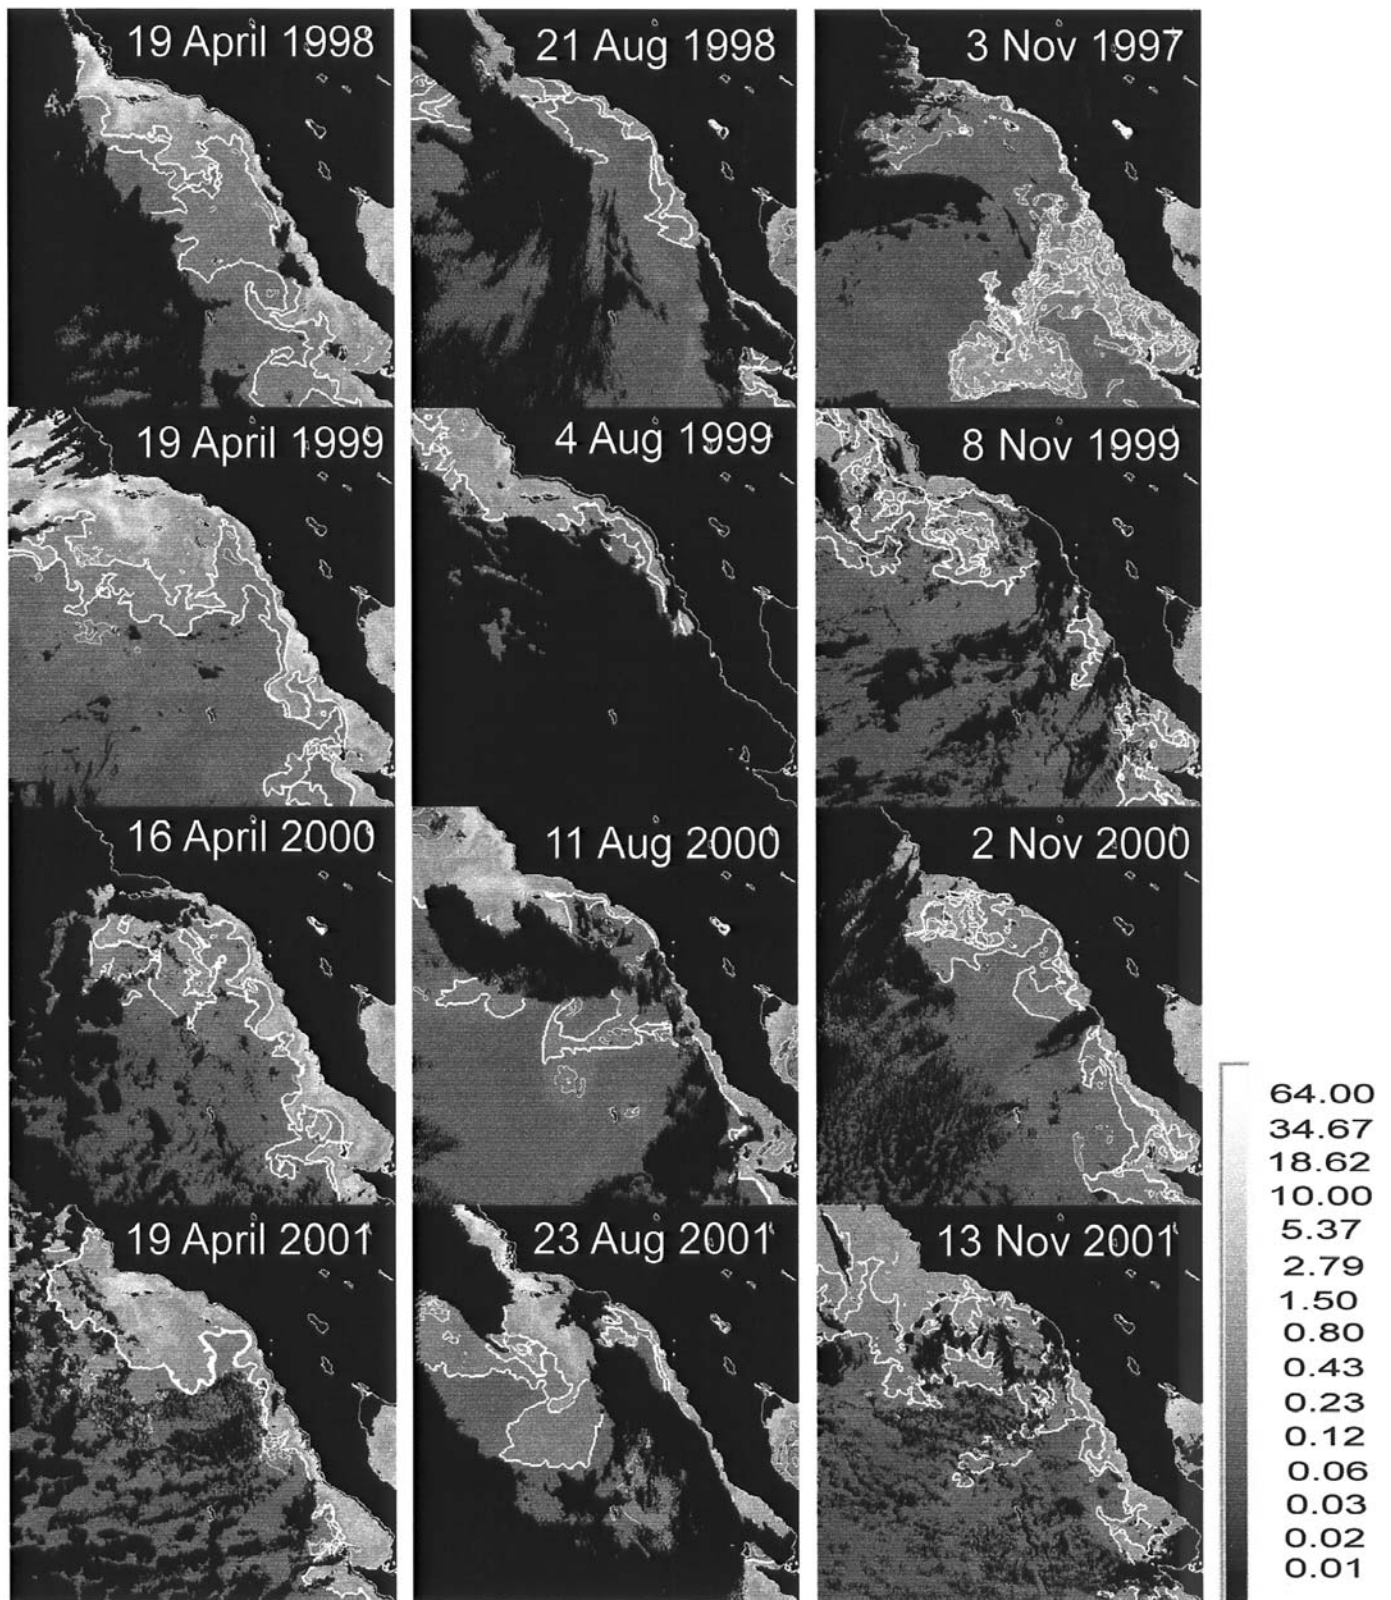 19 April 1998
21 Aug 1998
3 Nov 1997
19 April 1999
4 Aug 1999
8 Nov 1999
16 April 2000
11 Aug 2000
2 Nov 2000
19 April 2001
23 Aug 2001
13 Nov 2001
64.00
34.67
18.62
10.00
5.37
2.79
1.50
0.80
0.43
0.23
0.12
0.06
0.03
0.02
0.01